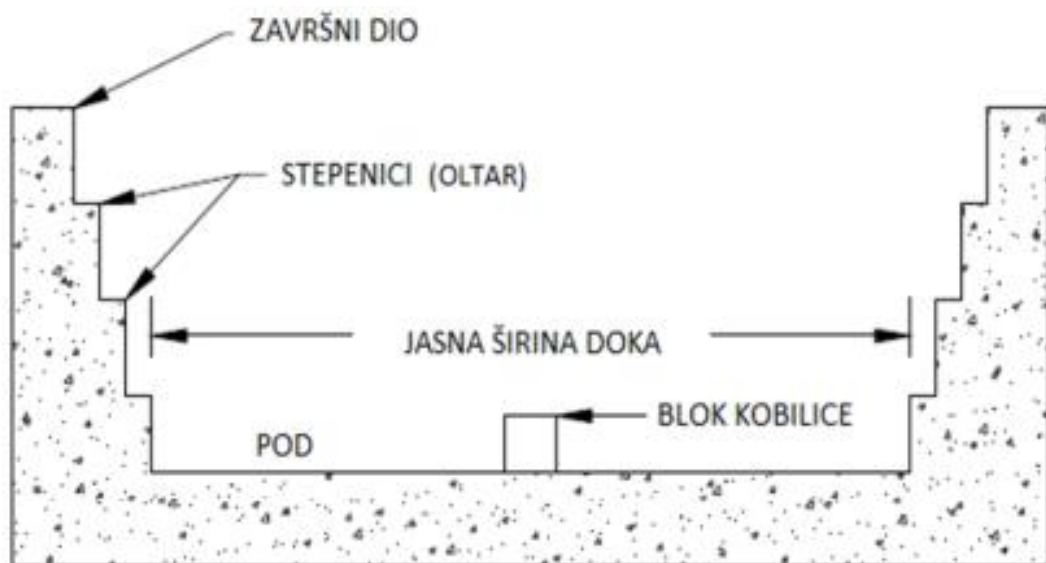 ZAVRŠNI DIO
STEPENICI (OLTAR)
JASNA ŠIRINA DOKA
BLOK KOBILICE
POD